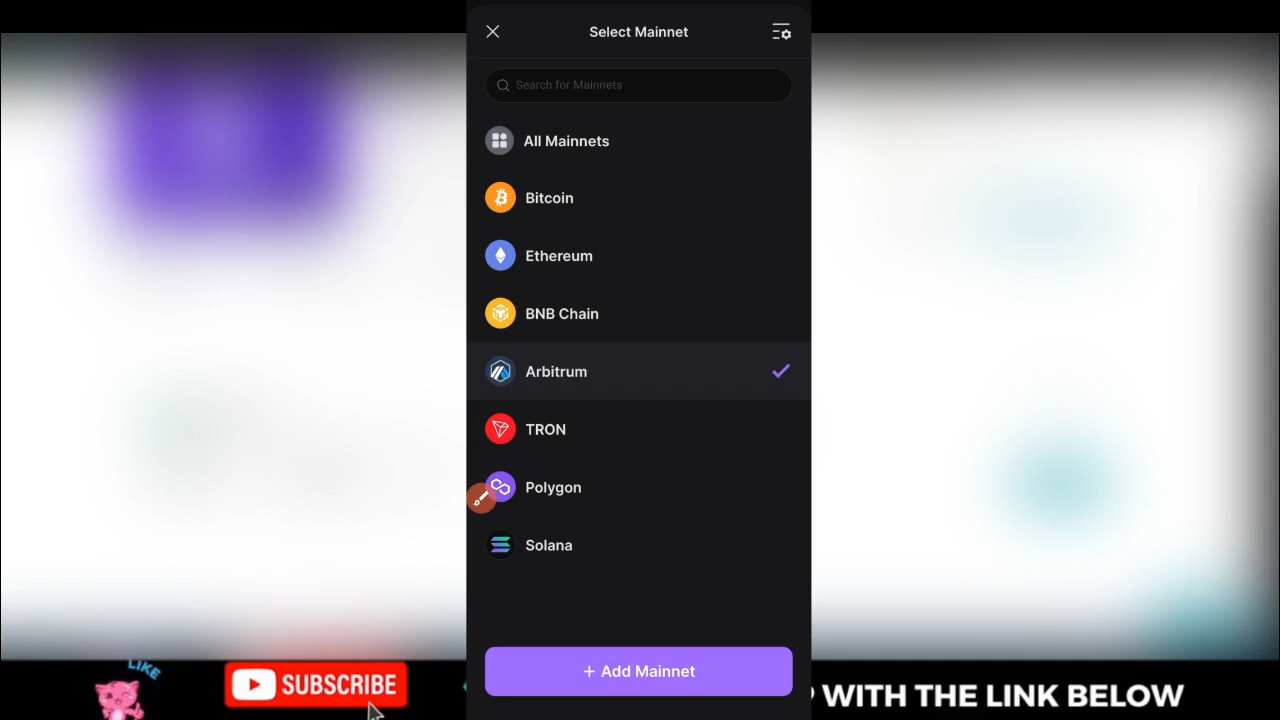 Select Mainnet
Search for Mainnets
All Mainnets
Bitcoin
Ethereum
BNB Chain
Arbitrum
TRON
Polygon
Solana
+ Add Mainnet
LIKE
SUBSCRIBE
WITH THE LINK BELOW